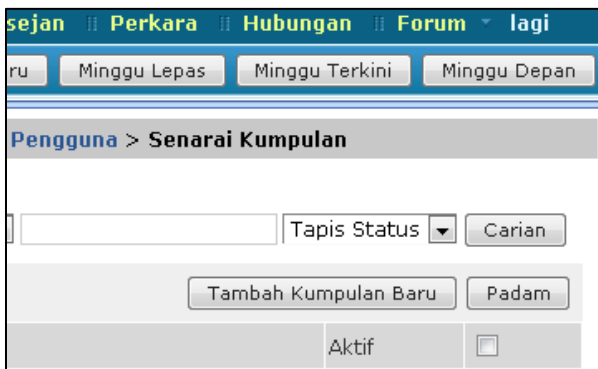 sejan Perkara Hubungan Forum lagi
ru Minggu Lepas Minggu Terkini Minggu Depan
Pengguna > Senarai Kumpulan
Tapis Status Carian
Tambah Kumpulan Baru Padam
Aktif